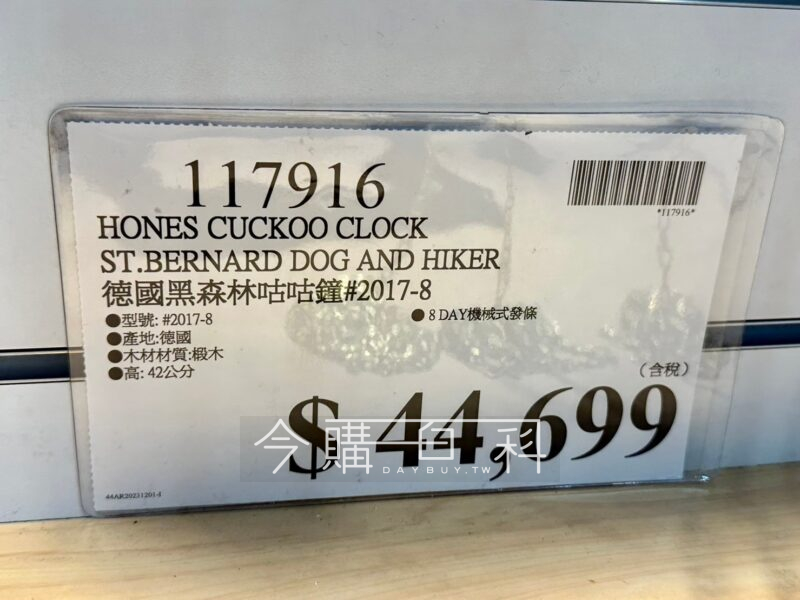 117916
*117916*
HONES CUCKOO CLOCK
ST.BERNARD DOG AND HIKER
德國黑森林咕咕鐘#2017-8
●型號: #2017-8
● 8 DAY機械式發條
●產地:德國
●木材材質:椴木
●高: 42公分
(含稅)
$ 44,699
今購百科
DAYBUY.TW
44AR20231201-I